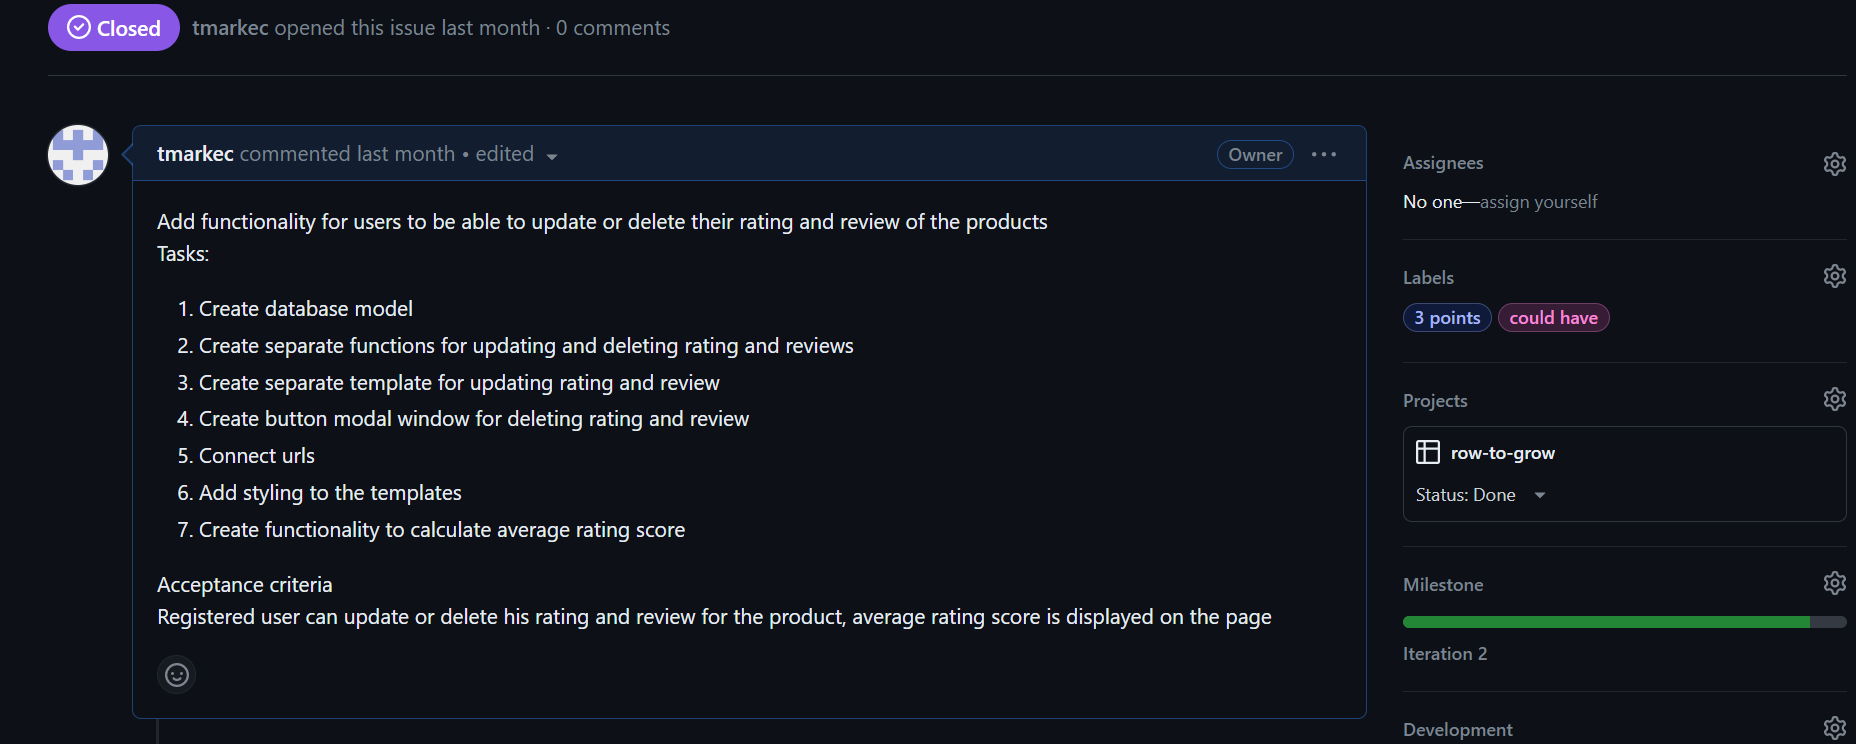 Closed tmarkec opened this issue last month · 0 comments
tmarkec commented last month • edited
Owner
Add functionality for users to be able to update or delete their rating and review of the products
Tasks:
1. Create database model
2. Create separate functions for updating and deleting rating and reviews
3. Create separate template for updating rating and review
4. Create button modal window for deleting rating and review
5. Connect urls
6. Add styling to the templates
7. Create functionality to calculate average rating score
Acceptance criteria
Registered user can update or delete his rating and review for the product, average rating score is displayed on the page
Assignees
No one—assign yourself
Labels
3 points could have
Projects
row-to-grow
Status: Done
Milestone
Iteration 2
Development